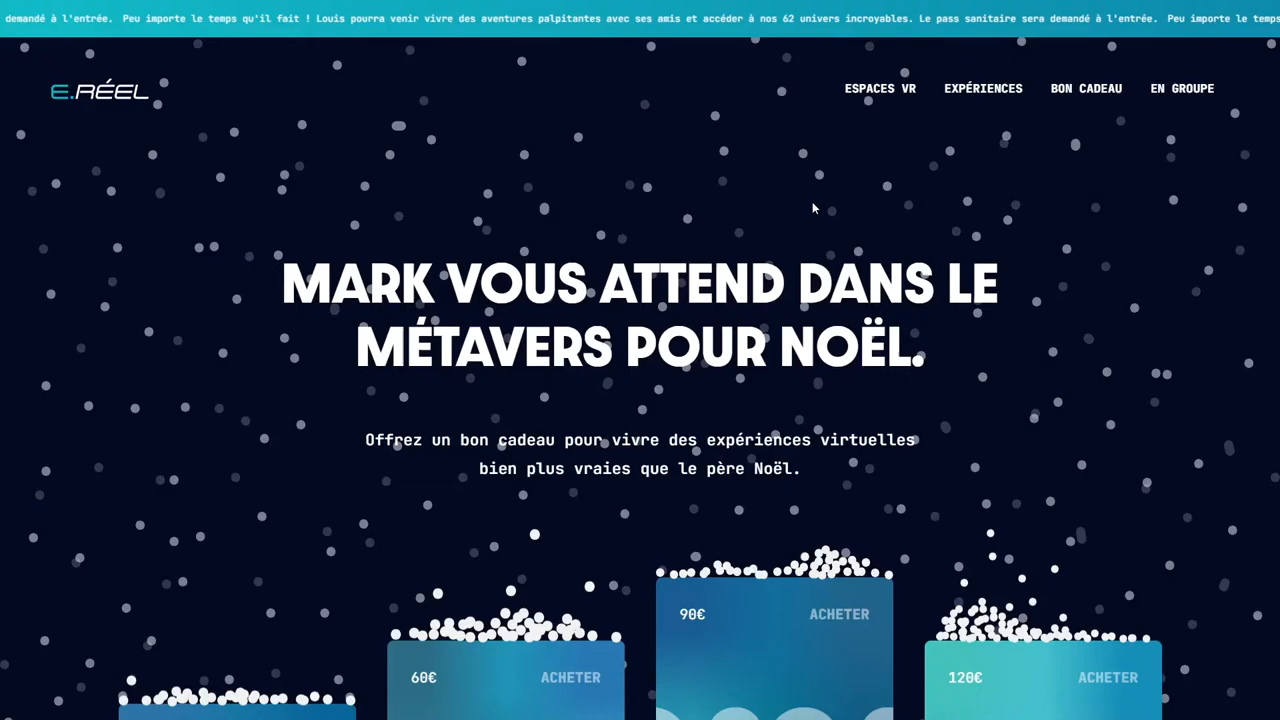 demandé à l'entrée. Peu importe le temps qu'il fait ! Louis pourra venir vivre des aventures palpitantes avec ses amis et accéder à nos 62 univers incroyables. Le pass sanitaire sera demandé à l'entrée. Peu importe le temps
E.RÉEL
ESPACES VR EXPÉRIENCES BON CADEAU EN GROUPE
MARK VOUS ATTEND DANS LE
MÉTAVERS POUR NOËL.
Offrez un bon cadeau pour vivre des expériences virtuelles
bien plus vraies que le père Noël.
90€ ACHETER
60€ ACHETER
120€ ACHETER